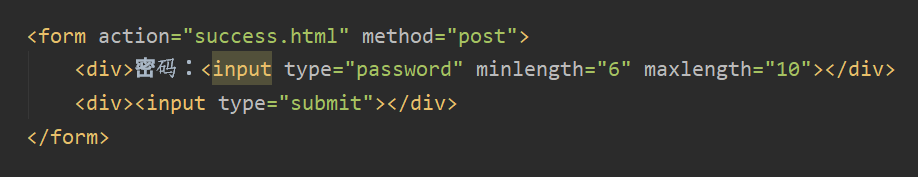 <form action="success.html" method="post">
<div>密码：<input type="password" minlength="6" maxlength="10"></div>
<div><input type="submit"></div>
</form>